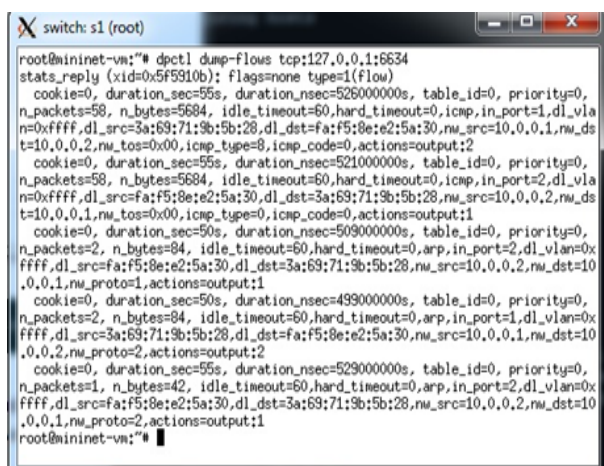 switch: s1 (root)
root@mininet-vm:~# dpctl dump-flows tcp:127.0.0.1:6634
stats_reply (xid=0x5f5910b): flags=none type=1(flow)
  cookie=0, duration_sec=55s, duration_nsec=526000000s, table_id=0, priority=0,
n_packets=58, n_bytes=5684, idle_timeout=60,hard_timeout=0,icmp,in_port=1,dl_vla
n=0xffff,dl_src=3a:69:71:9b:5b:28,dl_dst=fa:f5:8e:e2:5a:30,nw_src=10.0.0.1,nw_ds
t=10.0.0.2,nw_tos=0x00,icmp_type=8,icmp_code=0,actions=output:2
  cookie=0, duration_sec=55s, duration_nsec=521000000s, table_id=0, priority=0,
n_packets=58, n_bytes=5684, idle_timeout=60,hard_timeout=0,icmp,in_port=2,dl_vla
n=0xffff,dl_src=fa:f5:8e:e2:5a:30,dl_dst=3a:69:71:9b:5b:28,nw_src=10.0.0.2,nw_ds
t=10.0.0.1,nw_tos=0x00,icmp_type=0,icmp_code=0,actions=output:1
  cookie=0, duration_sec=50s, duration_nsec=509000000s, table_id=0, priority=0,
n_packets=2, n_bytes=84, idle_timeout=60,hard_timeout=0,arp,in_port=2,dl_vlan=0x
ffff,dl_src=fa:f5:8e:e2:5a:30,dl_dst=3a:69:71:9b:5b:28,nw_src=10.0.0.2,nw_dst=10
.0.0.1,nw_proto=1,actions=output:1
  cookie=0, duration_sec=50s, duration_nsec=499000000s, table_id=0, priority=0,
n_packets=2, n_bytes=84, idle_timeout=60,hard_timeout=0,arp,in_port=1,dl_vlan=0x
ffff,dl_src=3a:69:71:9b:5b:28,dl_dst=fa:f5:8e:e2:5a:30,nw_src=10.0.0.1,nw_dst=10
.0.0.2,nw_proto=2,actions=output:2
  cookie=0, duration_sec=55s, duration_nsec=529000000s, table_id=0, priority=0,
n_packets=1, n_bytes=42, idle_timeout=60,hard_timeout=0,arp,in_port=2,dl_vlan=0x
ffff,dl_src=fa:f5:8e:e2:5a:30,dl_dst=3a:69:71:9b:5b:28,nw_src=10.0.0.2,nw_dst=10
.0.0.1,nw_proto=2,actions=output:1
root@mininet-vm:~#